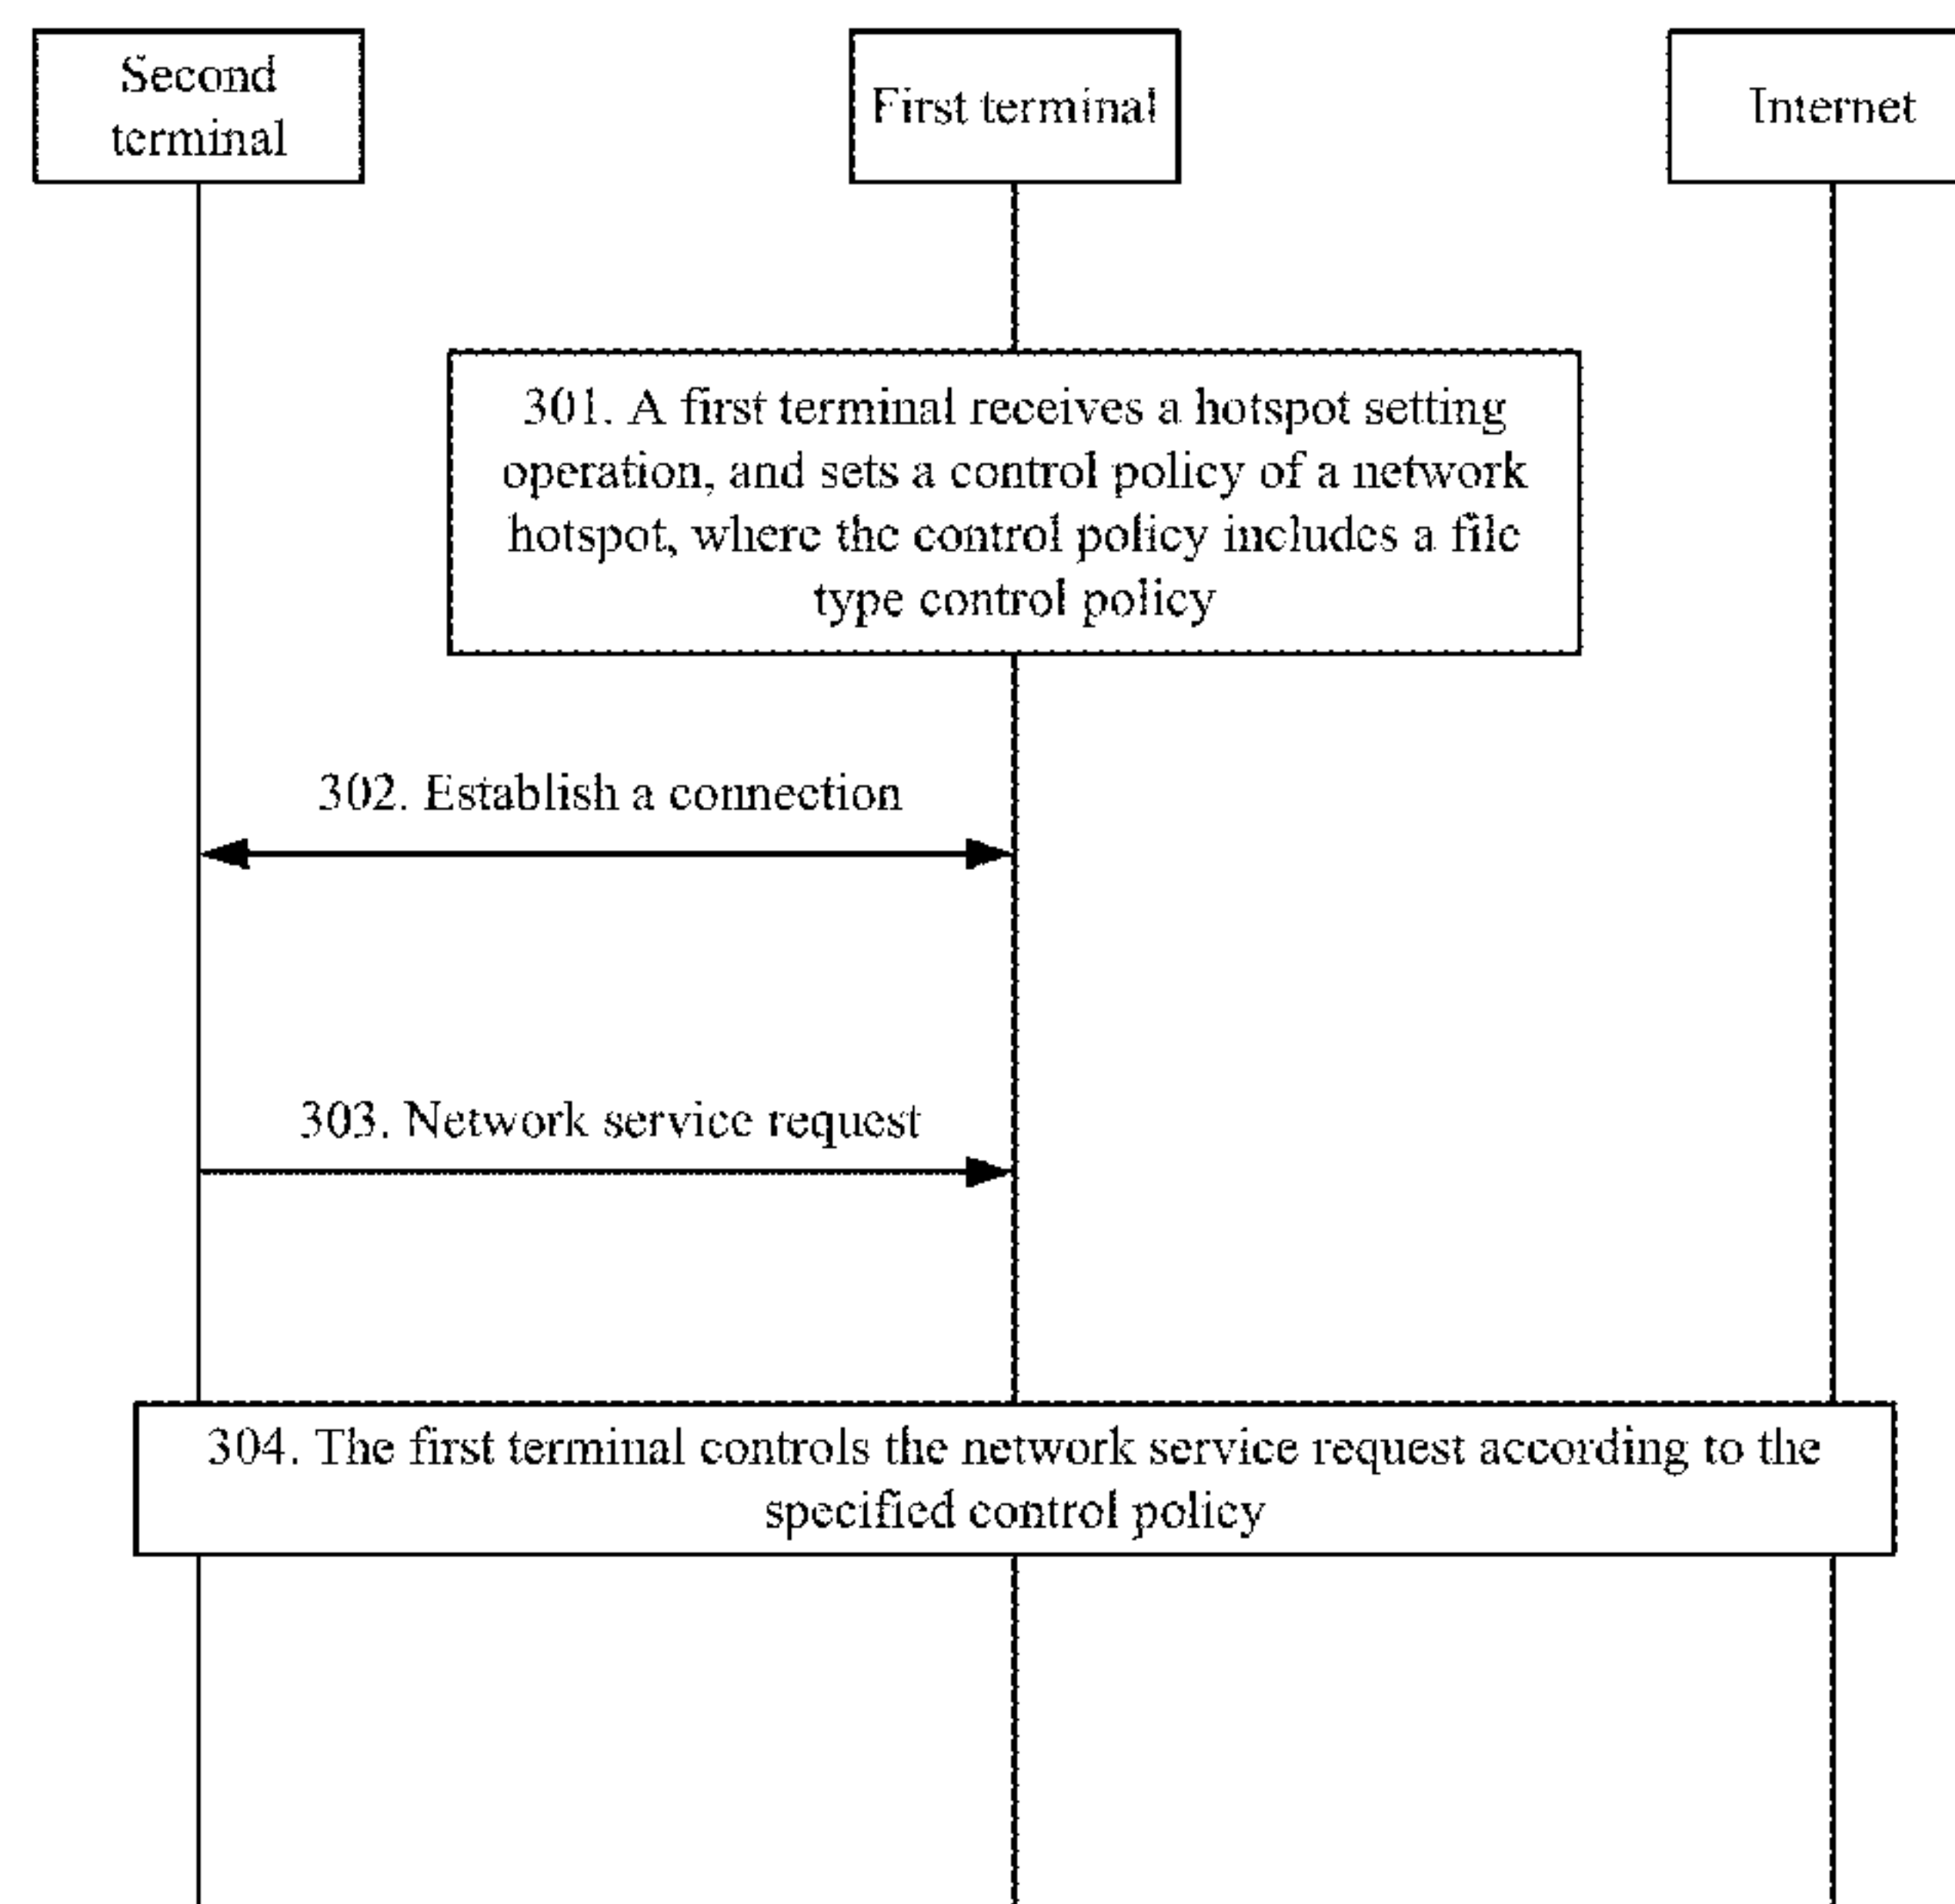 Second
terminal
First terminal
Internet
301. A first terminal receives a hotspot setting
operation, and sets a control policy of a network
hotspot, where the control policy includes a file
type control policy
302. Establish a connection
303. Network service request
304. The first terminal controls the network service request according to the
specified control policy